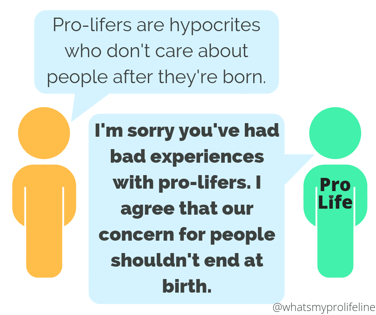 Pro-lifers are hypocrites
who don't care about
people after they're born.
I'm sorry you've had
bad experiences
with pro-lifers. I
agree that our
concern for people
shouldn't end at
birth.
Pro
Life
@whatsmyprolifeline